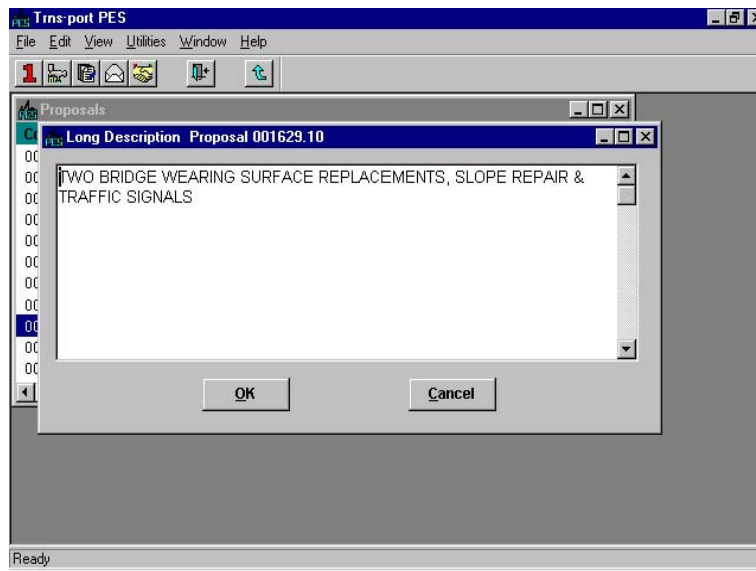 Trns·port PES
File Edit View Utilities Window Help
1
Proposals
Long Description Proposal 001629.10
TWO BRIDGE WEARING SURFACE REPLACEMENTS, SLOPE REPAIR &
TRAFFIC SIGNALS
OK Cancel
Ready